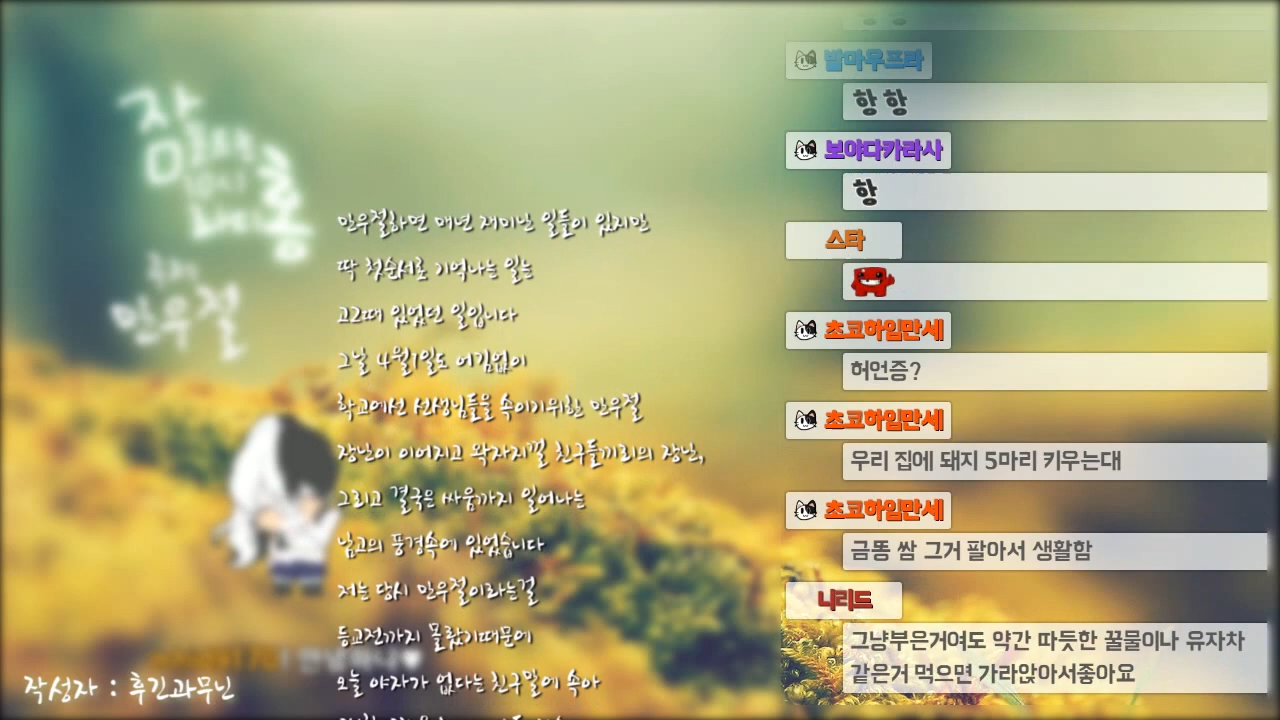 잠
홍
만우절
만우절하면 매년 재미난 일들이 있지만
딱 첫순서로 기억나는 일은
고2때 있었던 일입니다
그날 4월1일도 어김없이
학교에선 선생님들을 속이기위한 만우절
장난이 이어지고 왁자지껄 친구들끼리의 장난,
그리고 결국은 싸움까지 일어나는
남고의 풍경속에 있었습니다
저는 당시 만우절이라는걸
등교전까지 몰랐기때문에
오늘 야자가 없다는 친구말에 속아
작성자 : 후긴과무닌
발마우프라
항 항
보야다카라사
항
스타
초코하임만세
허언증?
초코하임만세
우리 집에 돼지 5마리 키우는대
초코하임만세
금똥 쌈 그거 팔아서 생활함
니리드
그냥부은거여도 약간 따듯한 꿀물이나 유자차
같은거 먹으면 가라앉아서좋아요